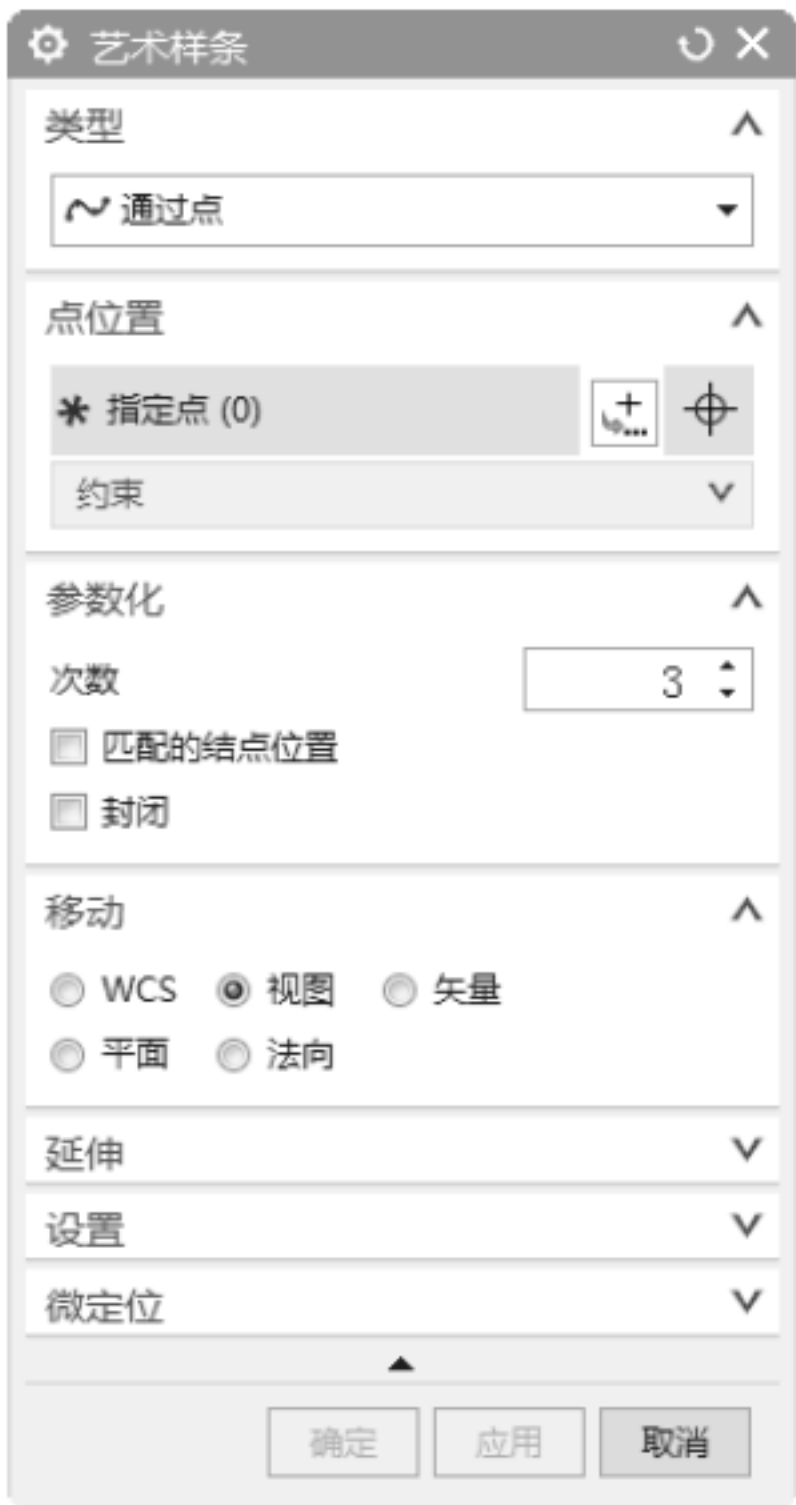 艺术样条
类型
通过点
点位置
指定点 (0)
约束
参数化
次数 3
匹配的结点位置
封闭
移动
WCS 视图 矢量
平面 法向
延伸
设置
微定位
确定 应用 取消